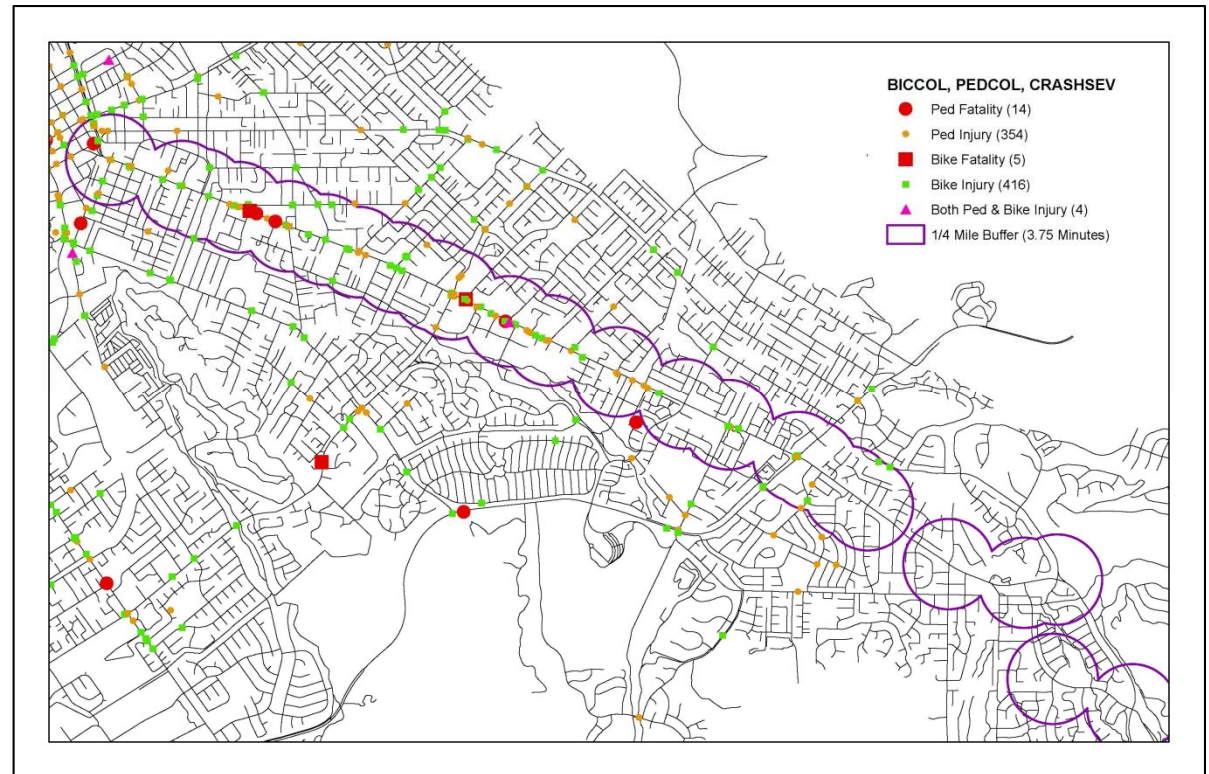 BICCOL, PEDCOL, CRASHSEV
Ped Fatality (14)
Ped Injury (354)
Bike Fatality (5)
Bike Injury (416)
Both Ped & Bike Injury (4)
1/4 Mile Buffer (3.75 Minutes)